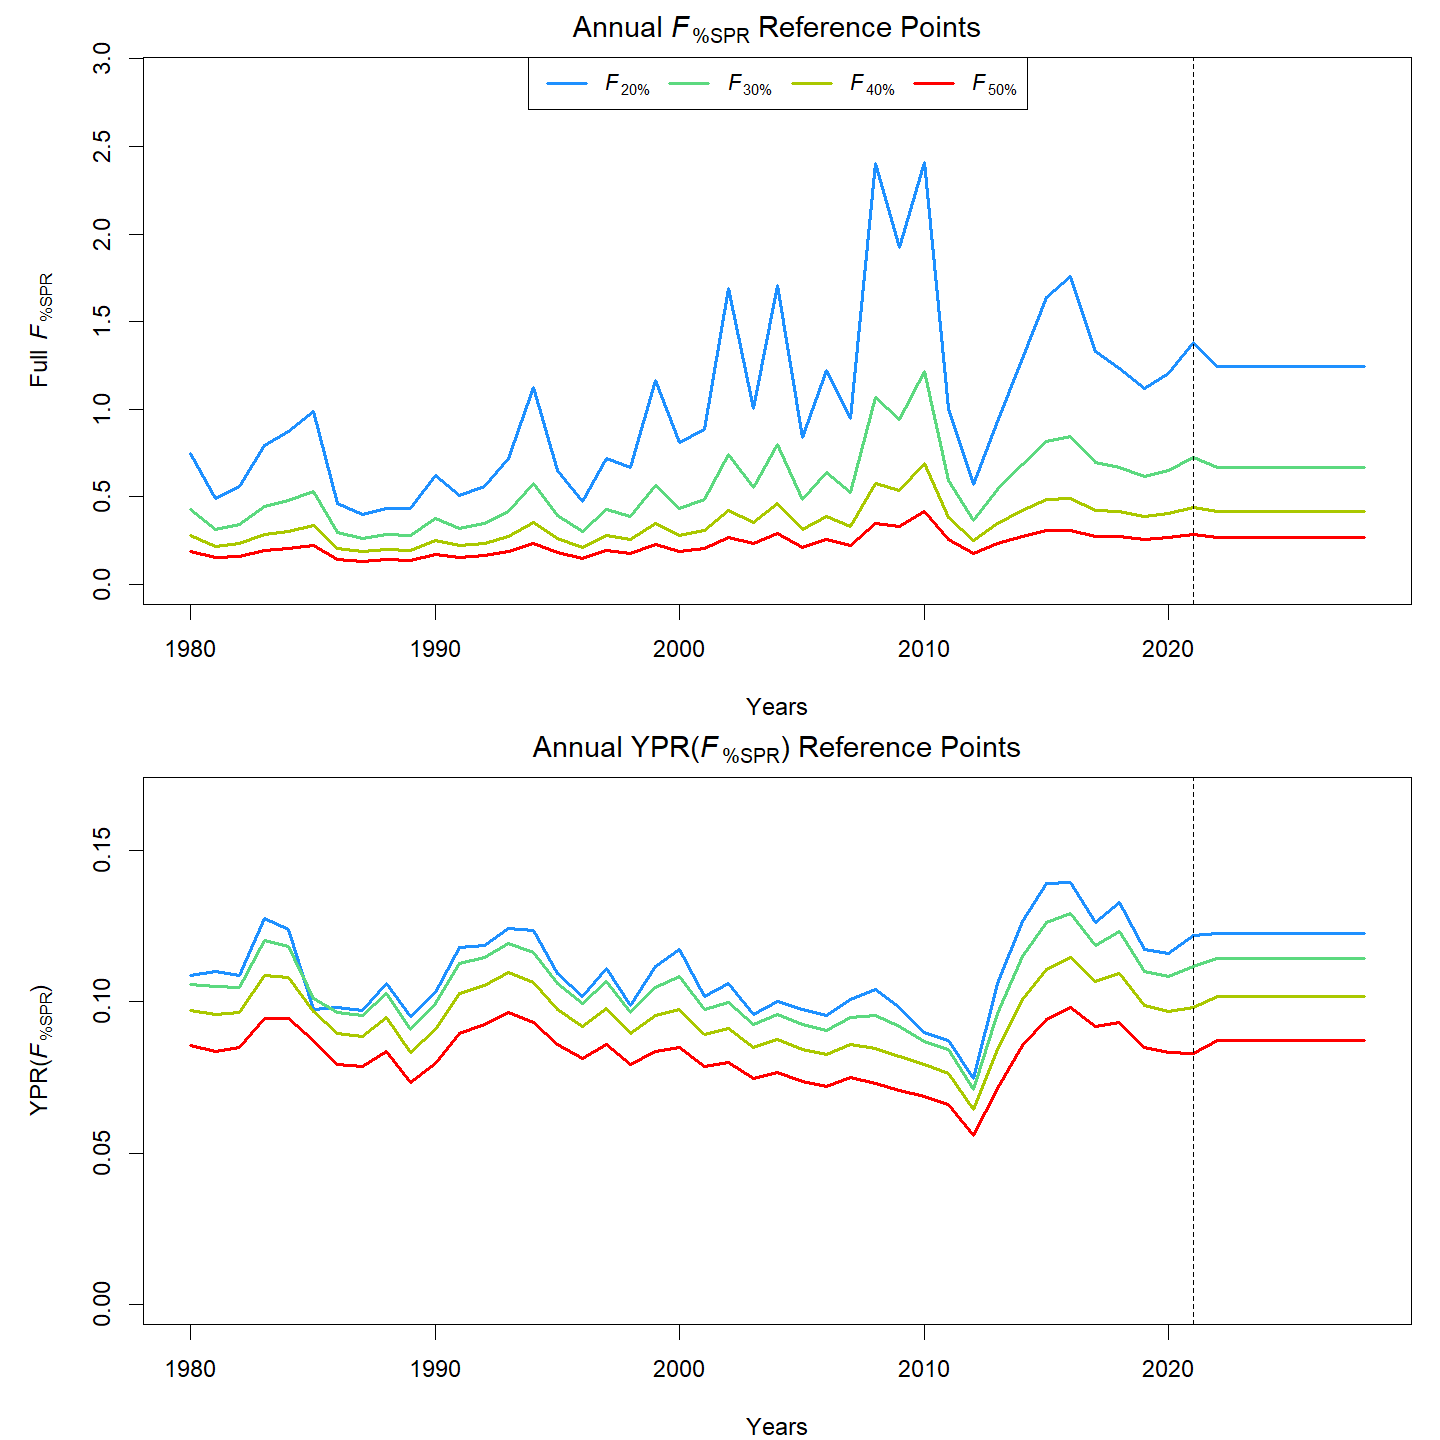 Annual F%SPR Reference Points
F20% F30% F40% F50%
Full F%SPR
3.0
2.5
2.0
1.5
1.0
0.5
0.0
1980 1990 2000 2010 2020
Years
Annual YPR(F%SPR) Reference Points
YPR(F%SPR)
0.15
0.10
0.05
0.00
1980 1990 2000 2010 2020
Years